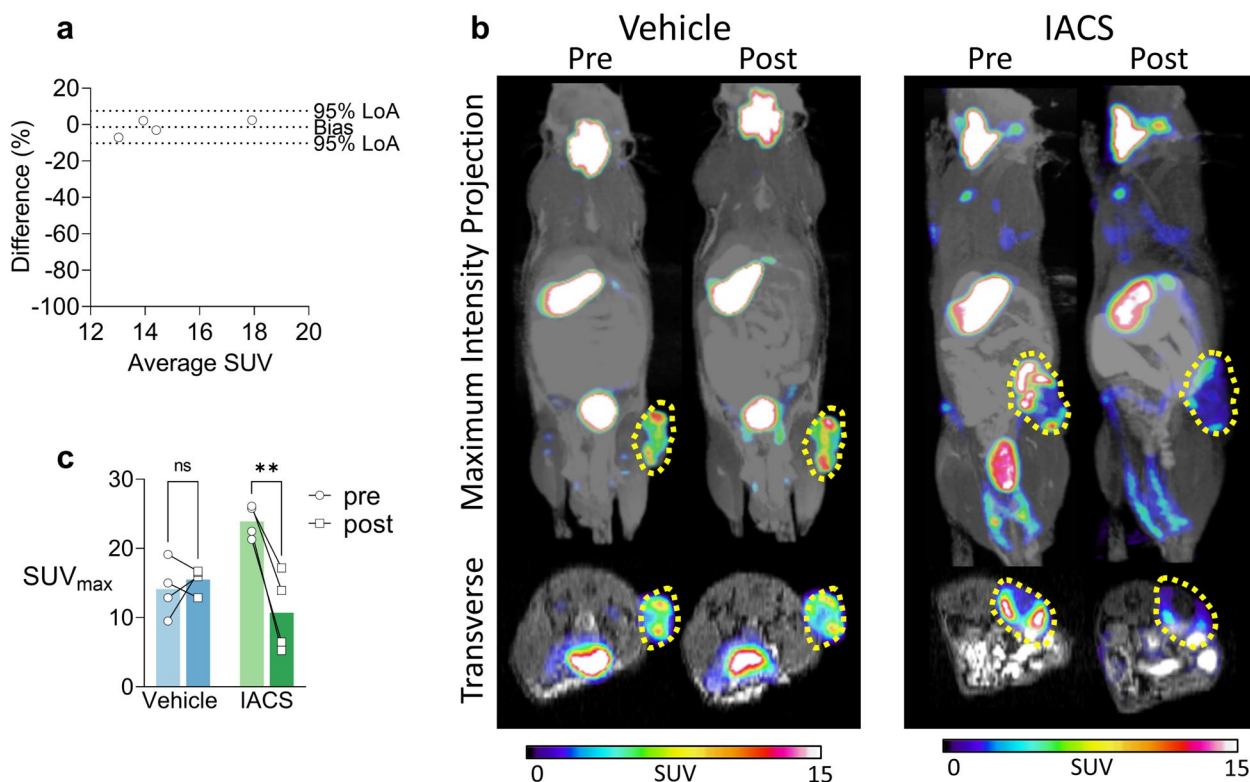 a
20
0
-20
-40
-60
-80
-100
Difference (%)
12 14 16 18 20
Average SUV
95% LoA
Bias
95% LoA
b
Vehicle
Pre Post
IACS
Pre Post
Maximum Intensity Projection
Transverse
0 SUV 15
0 SUV 15
c
30
20
10
0
SUVmax
ns
**
pre
post
Vehicle IACS